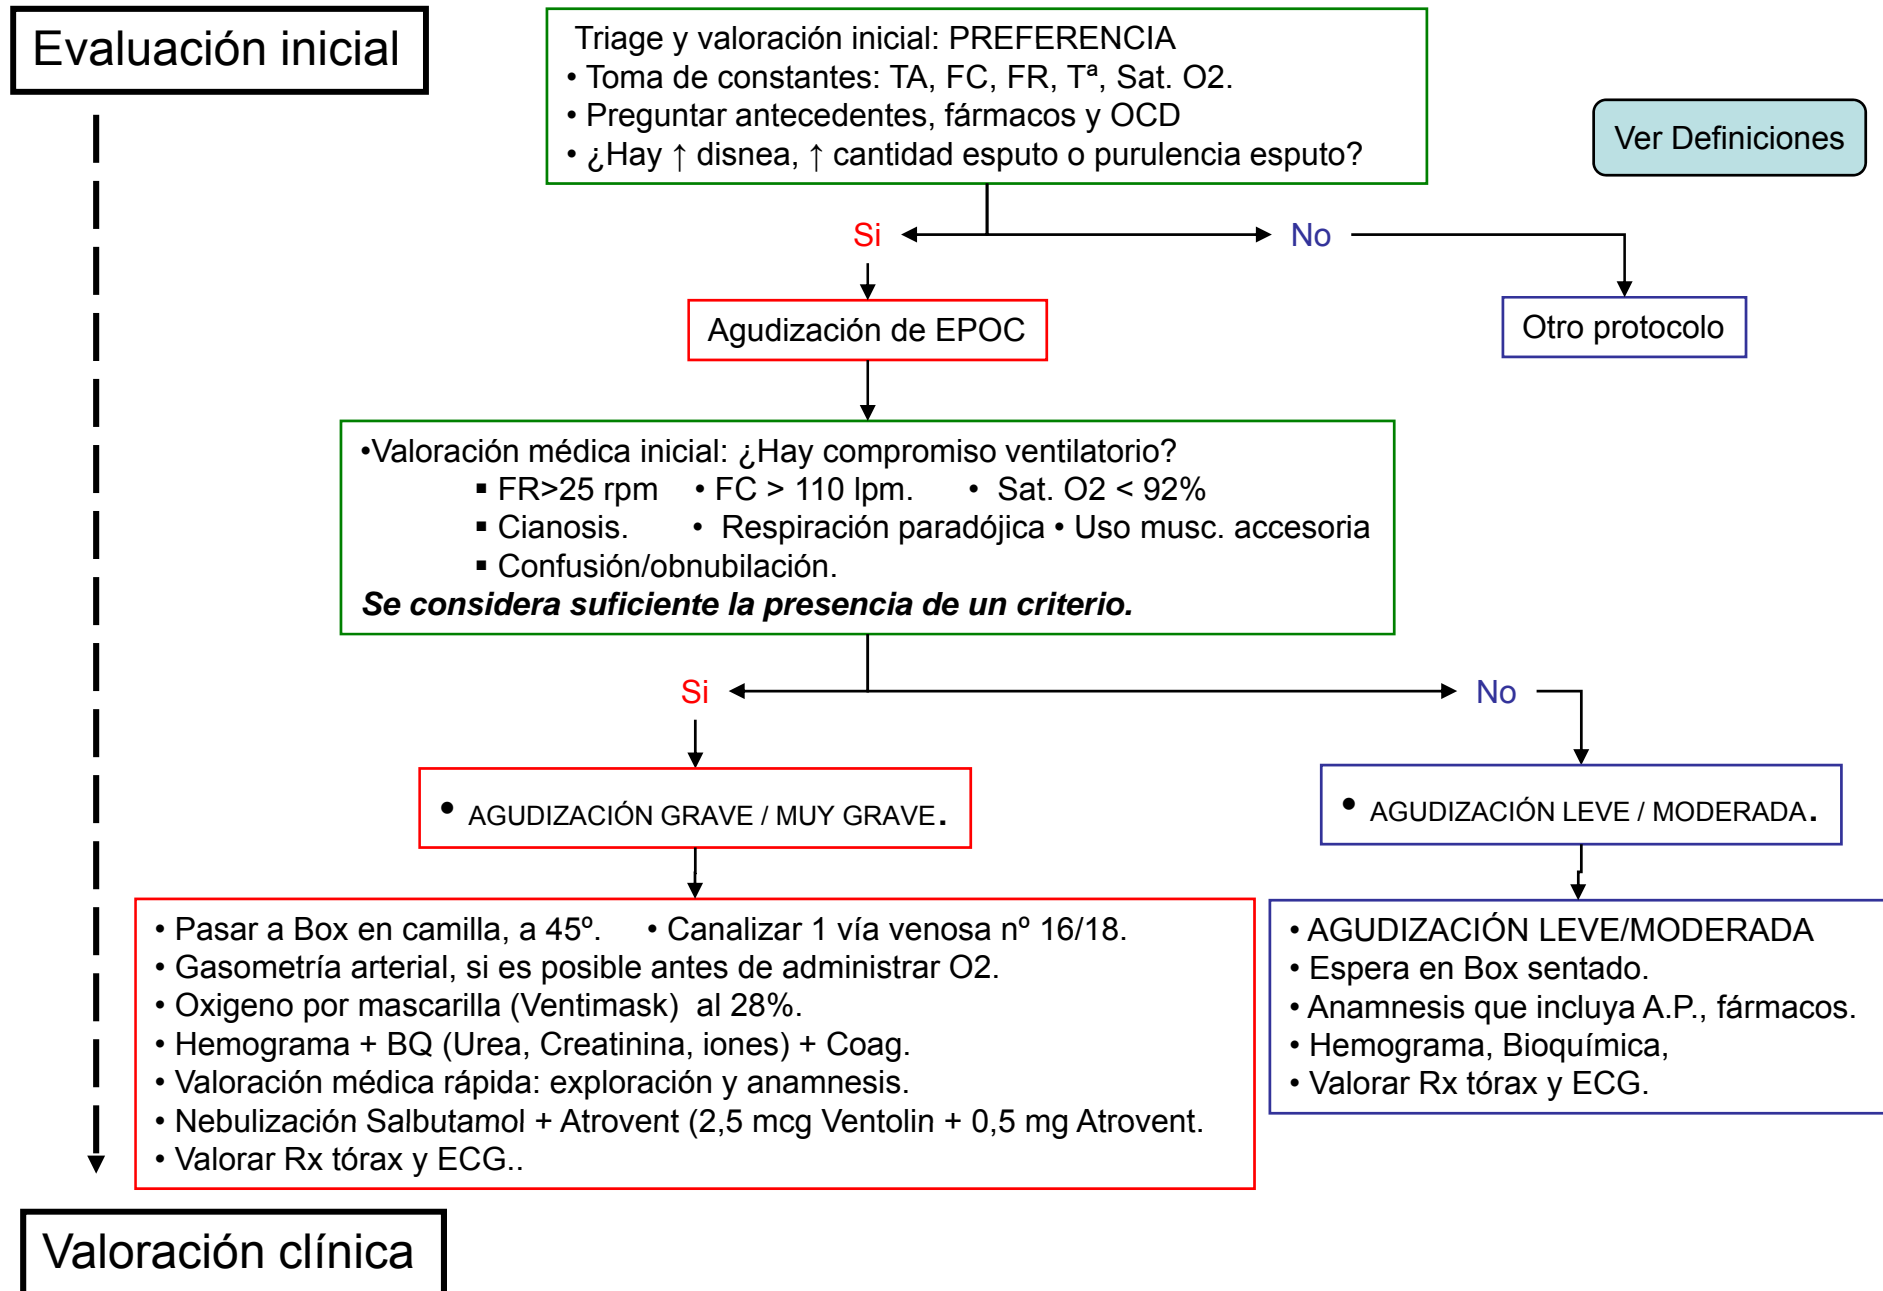 Evaluación inicial
Triage y valoración inicial: PREFERENCIA
• Toma de constantes: TA, FC, FR, Tª, Sat. O2.
• Preguntar antecedentes, fármacos y OCD
• ¿Hay ↑ disnea, ↑ cantidad esputo o purulencia esputo?
Ver Definiciones
Si
No
Agudización de EPOC
Otro protocolo
•Valoración médica inicial: ¿Hay compromiso ventilatorio?
▪ FR>25 rpm • FC > 110 lpm. • Sat. O2 < 92%
▪ Cianosis. • Respiración paradójica • Uso musc. accesoria
▪ Confusión/obnubilación.
Se considera suficiente la presencia de un criterio.
Si
No
• AGUDIZACIÓN GRAVE / MUY GRAVE.
• AGUDIZACIÓN LEVE / MODERADA.
• Pasar a Box en camilla, a 45º. • Canalizar 1 vía venosa nº 16/18.
• Gasometría arterial, si es posible antes de administrar O2.
• Oxigeno por mascarilla (Ventimask) al 28%.
• Hemograma + BQ (Urea, Creatinina, iones) + Coag.
• Valoración médica rápida: exploración y anamnesis.
• Nebulización Salbutamol + Atrovent (2,5 mcg Ventolin + 0,5 mg Atrovent.
• Valorar Rx tórax y ECG..
• AGUDIZACIÓN LEVE/MODERADA
• Espera en Box sentado.
• Anamnesis que incluya A.P., fármacos.
• Hemograma, Bioquímica,
• Valorar Rx tórax y ECG.
Valoración clínica